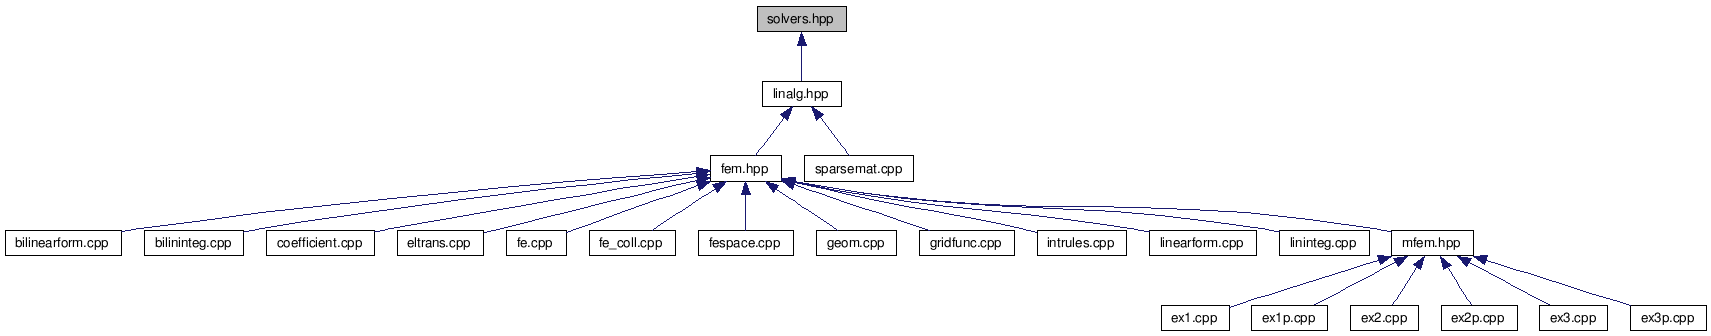 solvers.hpp
linalg.hpp
fem.hpp
sparsemat.cpp
bilinearform.cpp
bilininteg.cpp
coefficient.cpp
eltrans.cpp
fe.cpp
fe_coll.cpp
fespace.cpp
geom.cpp
gridfunc.cpp
intrules.cpp
linearform.cpp
lininteg.cpp
mfem.hpp
ex1.cpp
ex1p.cpp
ex2.cpp
ex2p.cpp
ex3.cpp
ex3p.cpp